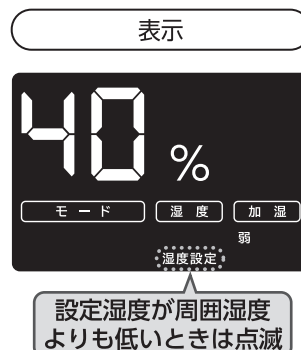 表示
40
%
モード 湿度 加湿
弱
湿度設定
設定湿度が周囲湿度
よりも低いときは点滅